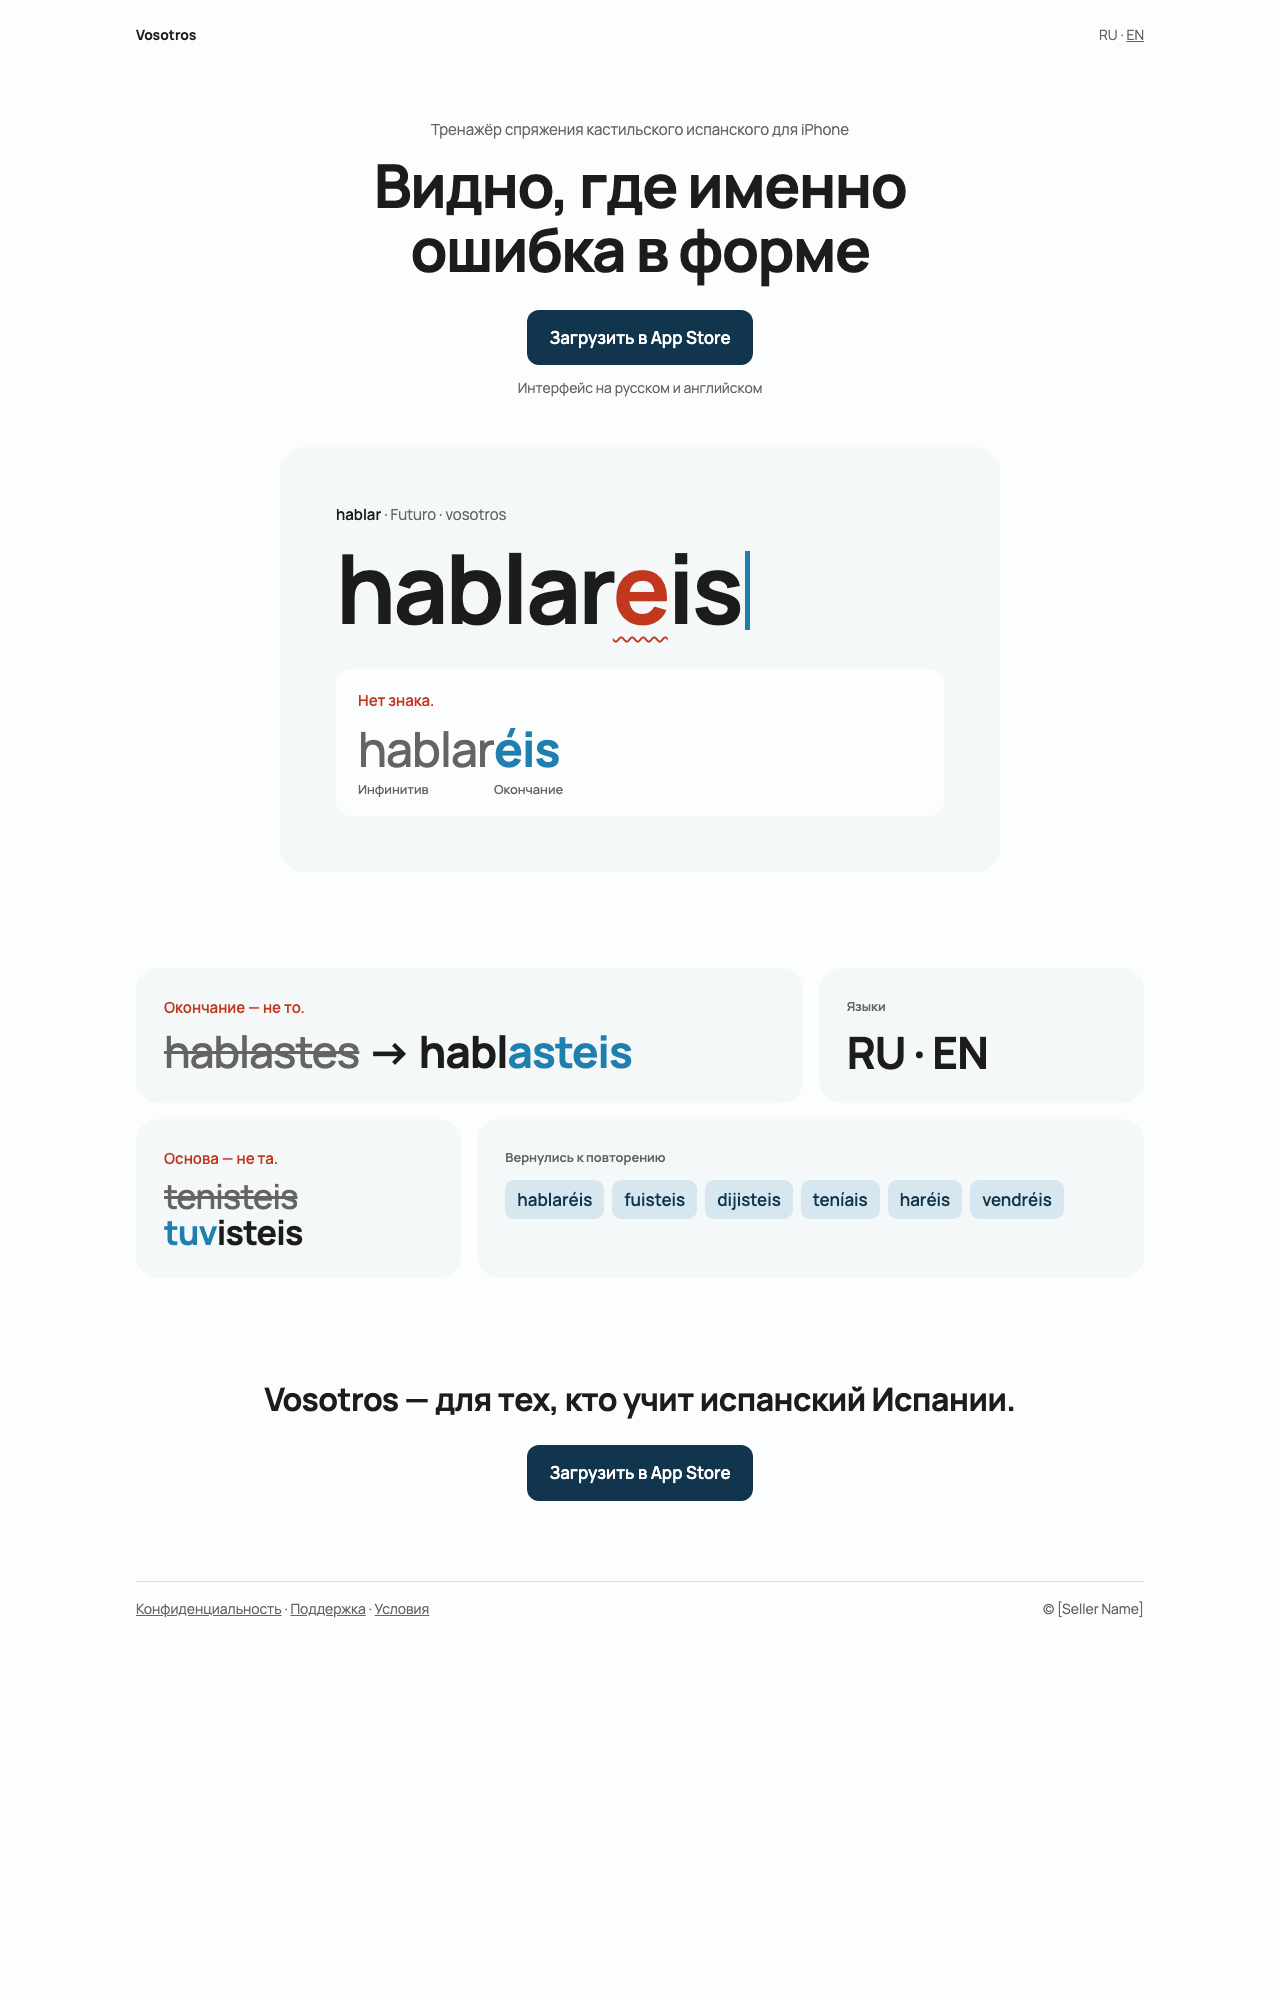 Vosotros
RU · EN
Тренажёр спряжения кастильского испанского для iPhone
Видно, где именно
ошибка в форме
Загрузить в App Store
Интерфейс на русском и английском
hablar · Futuro · vosotros
hablareis
Нет знака.
hablaréis
Инфинитив Окончание
Окончание — не то.
hablastes → hablasteis
Языки
RU · EN
Основа — не та.
tenisteis
tuvisteis
Вернулись к повторению
hablaréis fuisteis dijisteis teníais haréis vendréis
Vosotros — для тех, кто учит испанский Испании.
Загрузить в App Store
Конфиденциальность · Поддержка · Условия
© [Seller Name]